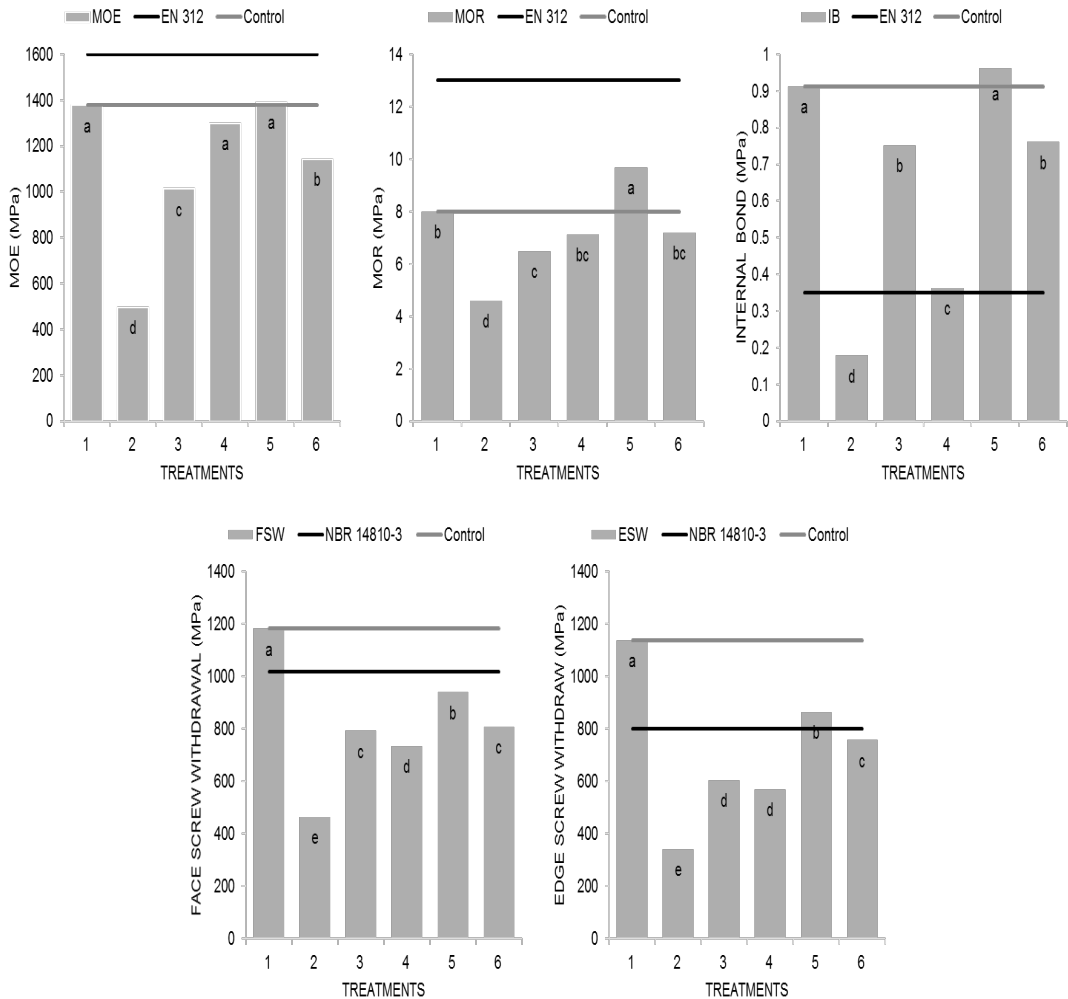 MOE EN 312 Control
1600
1400
1200
1000
800
600
400
200
0
MOE (MPa)
a
d
c
a
a
b
1 2 3 4 5 6
TREATMENTS
MOR EN 312 Control
14
12
10
8
6
4
2
0
MOR (MPa)
b
d
c
bc
a
bc
1 2 3 4 5 6
TREATMENTS
IB EN 312 Control
1
0.9
0.8
0.7
0.6
0.5
0.4
0.3
0.2
0.1
0
INTERNAL BOND (MPa)
a
d
b
c
a
b
1 2 3 4 5 6
TREATMENTS
FSW NBR 14810-3 Control
1400
1200
1000
800
600
400
200
0
FACE SCREW WITHDRAWAL (MPa)
a
e
c
d
b
c
1 2 3 4 5 6
TREATMENTS
ESW NBR 14810-3 Control
1400
1200
1000
800
600
400
200
0
EDGE SCREW WITHDRAW (MPa)
a
e
d
d
b
c
1 2 3 4 5 6
TREATMENTS